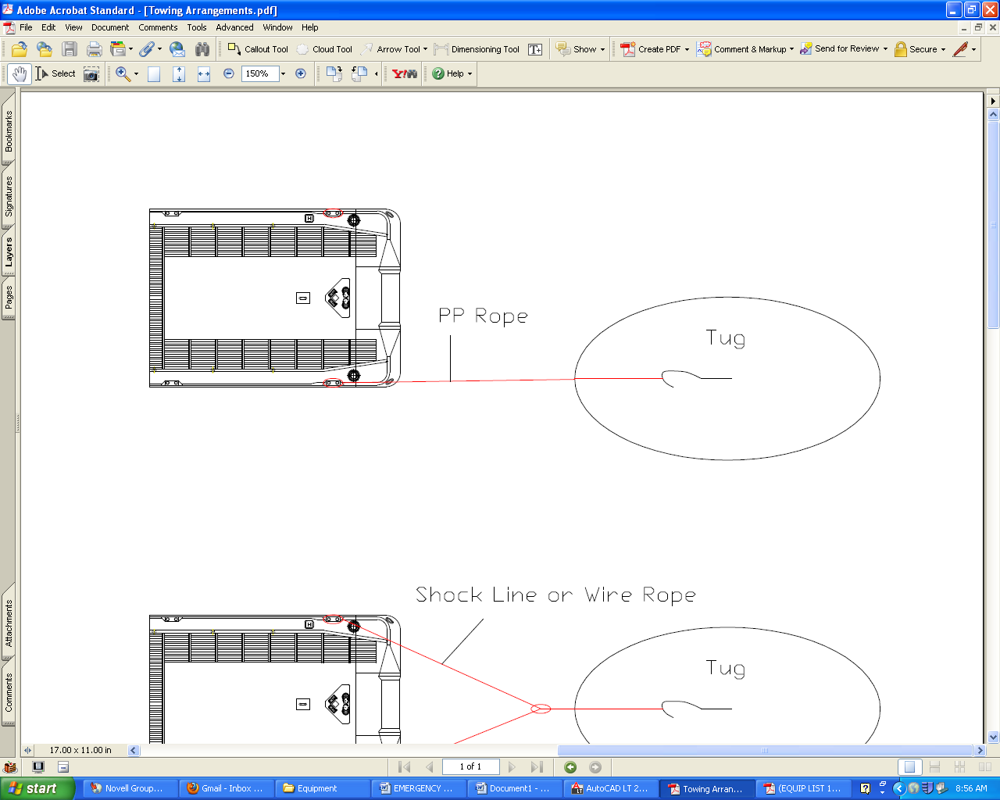 Adobe Acrobat Standard - [Towing Arrangements.pdf]
File Edit View Document Comments Tools Advanced Window Help
Callout Tool Cloud Tool Arrow Tool Dimensioning Tool T+ Show Create PDF Comment & Markup Send for Review Secure
Select 150% Y! Help
Bookmarks
Signatures
Layers
Pages
Attachments
Comments
H
PP Rope
Tug
Shock Line or Wire Rope
H
Tug
17.00 x 11.00 in
1 of 1
start Novell Group... Gmail - Inbox ... Equipment EMERGENCY ... Document1 - ... AutoCAD LT 2... Towing Arran... (EQUIP LIST 1... 8:56 AM